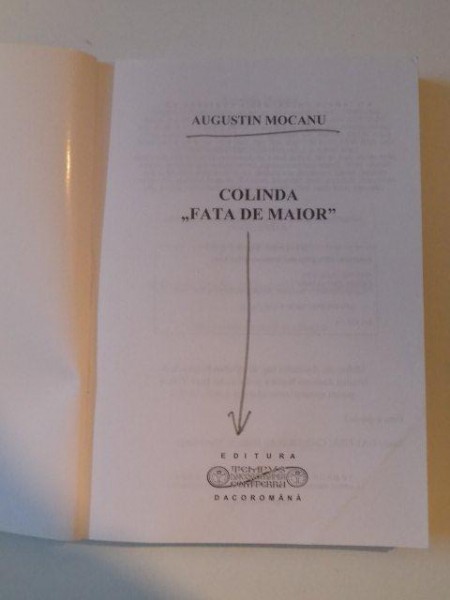 AUGUSTIN MOCANU
COLINDA
„FATA DE MAIOR”
EDITURA
DACOROMÂNĂ